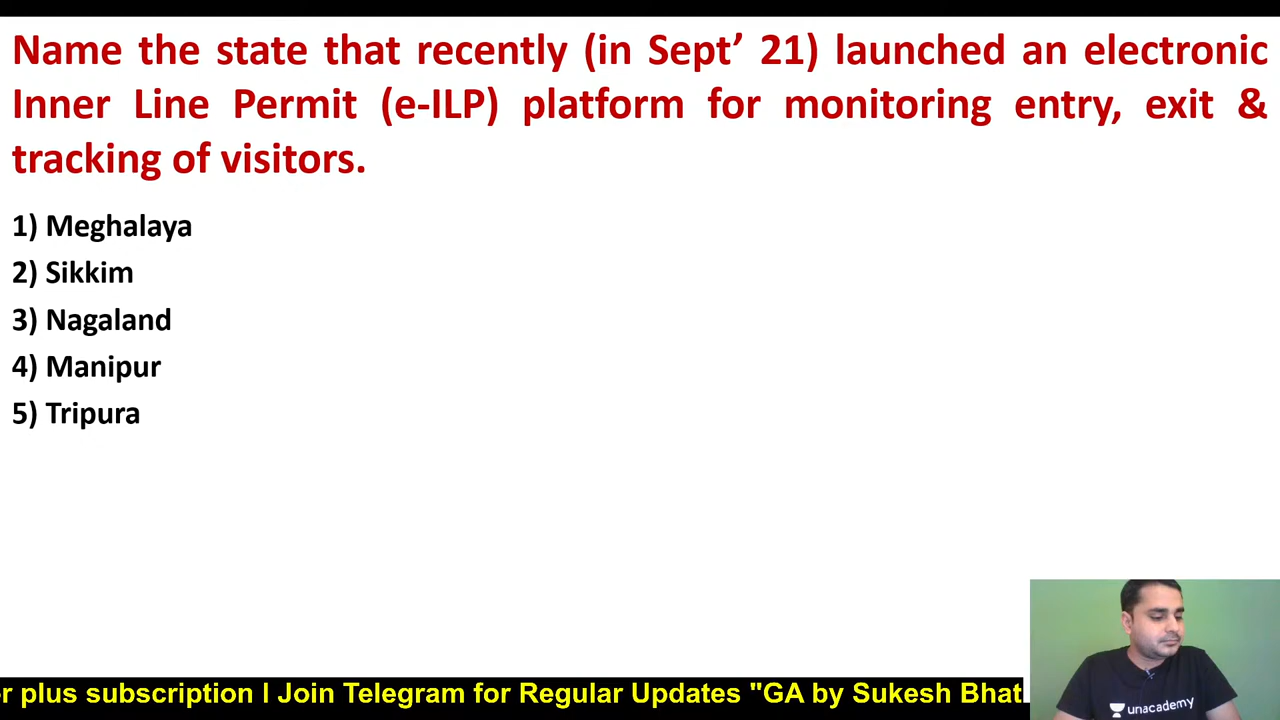 Name the state that recently (in Sept’ 21) launched an electronic
Inner Line Permit (e-ILP) platform for monitoring entry, exit &
tracking of visitors.
1) Meghalaya
2) Sikkim
3) Nagaland
4) Manipur
5) Tripura
unacademy
r plus subscription I Join Telegram for Regular Updates "GA by Sukesh Bhat